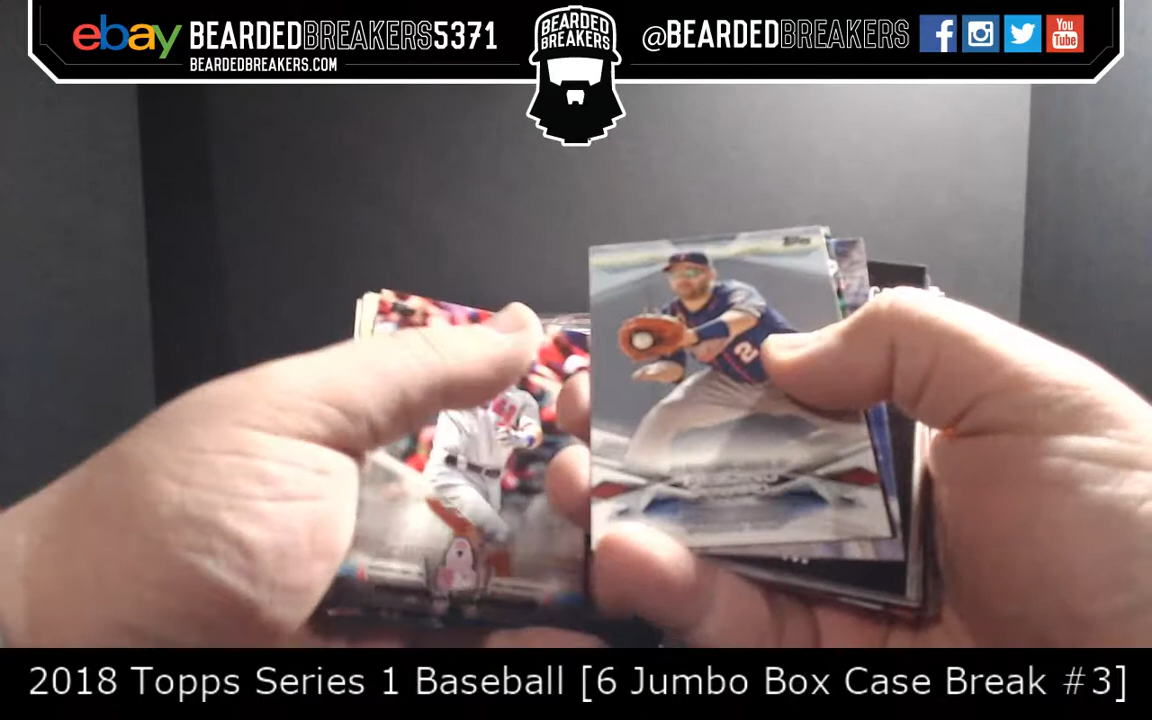 ebay BEARDEDBREAKERS5371
BEARDEDBREAKERS.COM
BEARDED
BREAKERS
@BEARDEDBREAKERS
You
Tube
Topps
2
2018 Topps Series 1 Baseball [6 Jumbo Box Case Break #3]